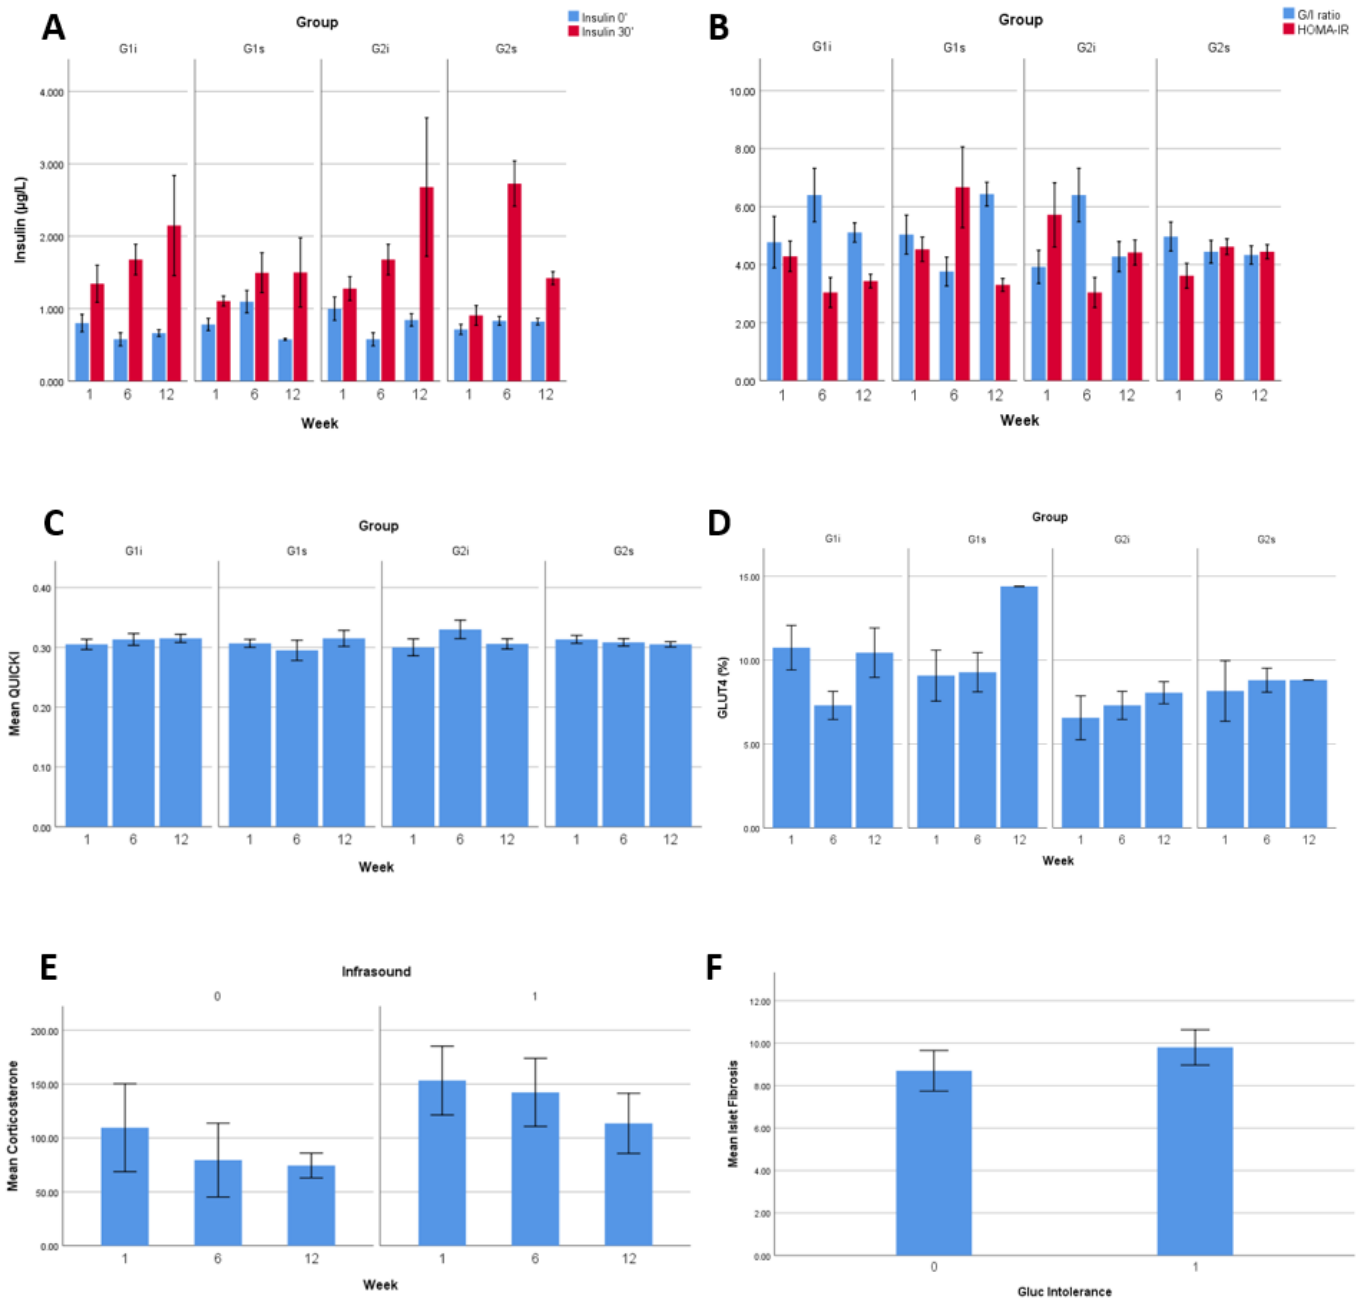 A
Group
Insulin 0'
Insulin 30'
G1i G1s G2i G2s
4.000
3.000
2.000
1.000
0.000
Insulin (µg/L)
1 6 12 1 6 12 1 6 12 1 6 12
Week
B
Group
G/I ratio
HOMA-IR
G1i G1s G2i G2s
10.00
8.00
6.00
4.00
2.00
0.00
1 6 12 1 6 12 1 6 12 1 6 12
Week
C
Group
G1i G1s G2i G2s
0.40
0.30
0.20
0.10
0.00
Mean QUICKI
1 6 12 1 6 12 1 6 12 1 6 12
Week
D
Group
G1i G1s G2i G2s
15.00
10.00
5.00
0.00
GLUT4 (%)
1 6 12 1 6 12 1 6 12 1 6 12
Week
E
Infrasound
0 1
200.00
150.00
100.00
50.00
0.00
Mean Corticosterone
1 6 12 1 6 12
Week
F
12.00
10.00
8.00
6.00
4.00
2.00
0.00
Mean Islet Fibrosis
0 1
Gluc Intolerance